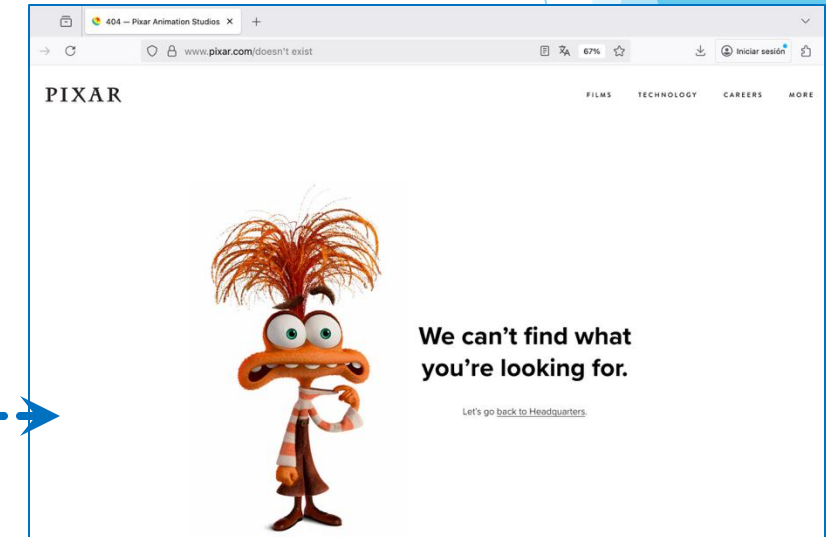 404 — Pixar Animation Studios
www.pixar.com/doesn't exist
67%
Iniciar sesión
PIXAR
FILMS TECHNOLOGY CAREERS MORE
We can't find what
you're looking for.
Let's go back to Headquarters.